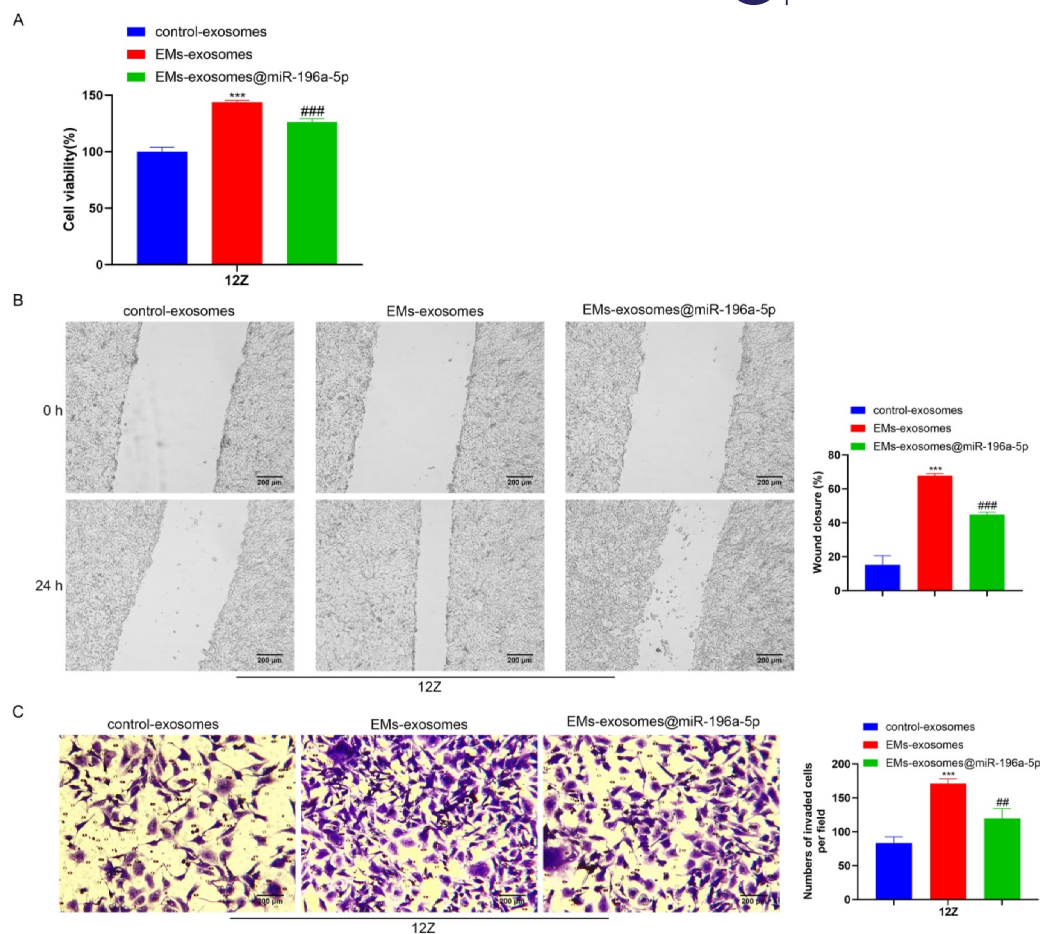 A
control-exosomes
EMs-exosomes
EMs-exosomes@miR-196a-5p
Cell viability(%)
150
100
50
0
***
###
12Z
B
control-exosomes EMs-exosomes EMs-exosomes@miR-196a-5p
0 h
200 μm 200 μm 200 μm
24 h
200 μm 200 μm 200 μm
12Z
control-exosomes
EMs-exosomes
EMs-exosomes@miR-196a-5p
Wound closure (%)
80
60
40
20
0
***
###
C
control-exosomes EMs-exosomes EMs-exosomes@miR-196a-5p
200 μm 200 μm 200 μm
12Z
control-exosomes
EMs-exosomes
EMs-exosomes@miR-196a-5p
Numbers of invaded cells
per field
200
150
100
50
0
***
##
12Z